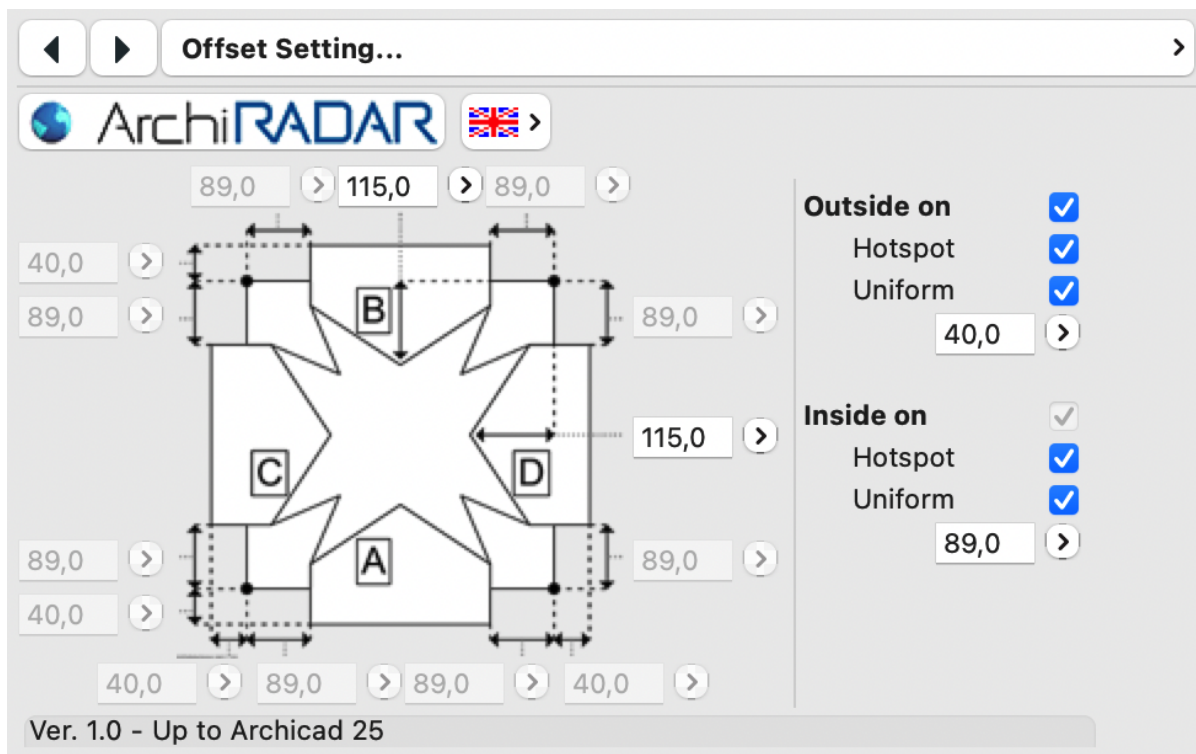 Offset Setting...
ArchiRADAR
89,0 115,0 89,0
Outside on
40,0
Hotspot
Uniform
89,0
B
89,0
40,0
Inside on
115,0
Hotspot
C
D
Uniform
89,0
89,0
A
89,0
40,0
40,0 89,0 89,0 40,0
Ver. 1.0 - Up to Archicad 25